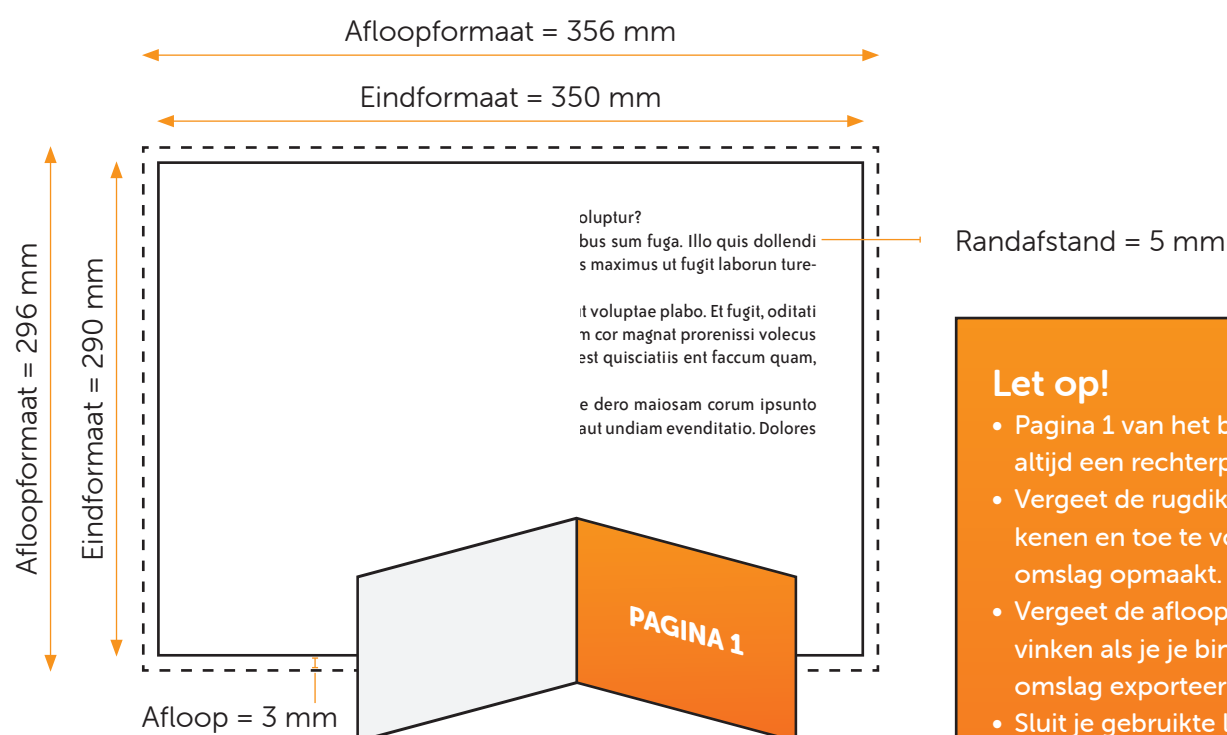 Afloopformaat = 356 mm
Eindformaat = 350 mm
Afloopformaat = 296 mm
Eindformaat = 290 mm
oluptur?
bus sum fuga. Illo quis dollendi
s maximus ut fugit laborun ture-
t voluptae plabo. Et fugit, oditati
m cor magnat prorenissi volecus
est quisciatiis ent faccum quam,
e dero maiosam corum ipsunto
aut undiam evenditatio. Dolores
Randafstand = 5 mm
PAGINA 1
Afloop = 3 mm
Let op!
• Pagina 1 van het b
altijd een rechterp
• Vergeet de rugdik
kenen en toe te vo
omslag opmaakt.
• Vergeet de afloop
vinken als je je bin
omslag exporteer
• Sluit je gebruikte l